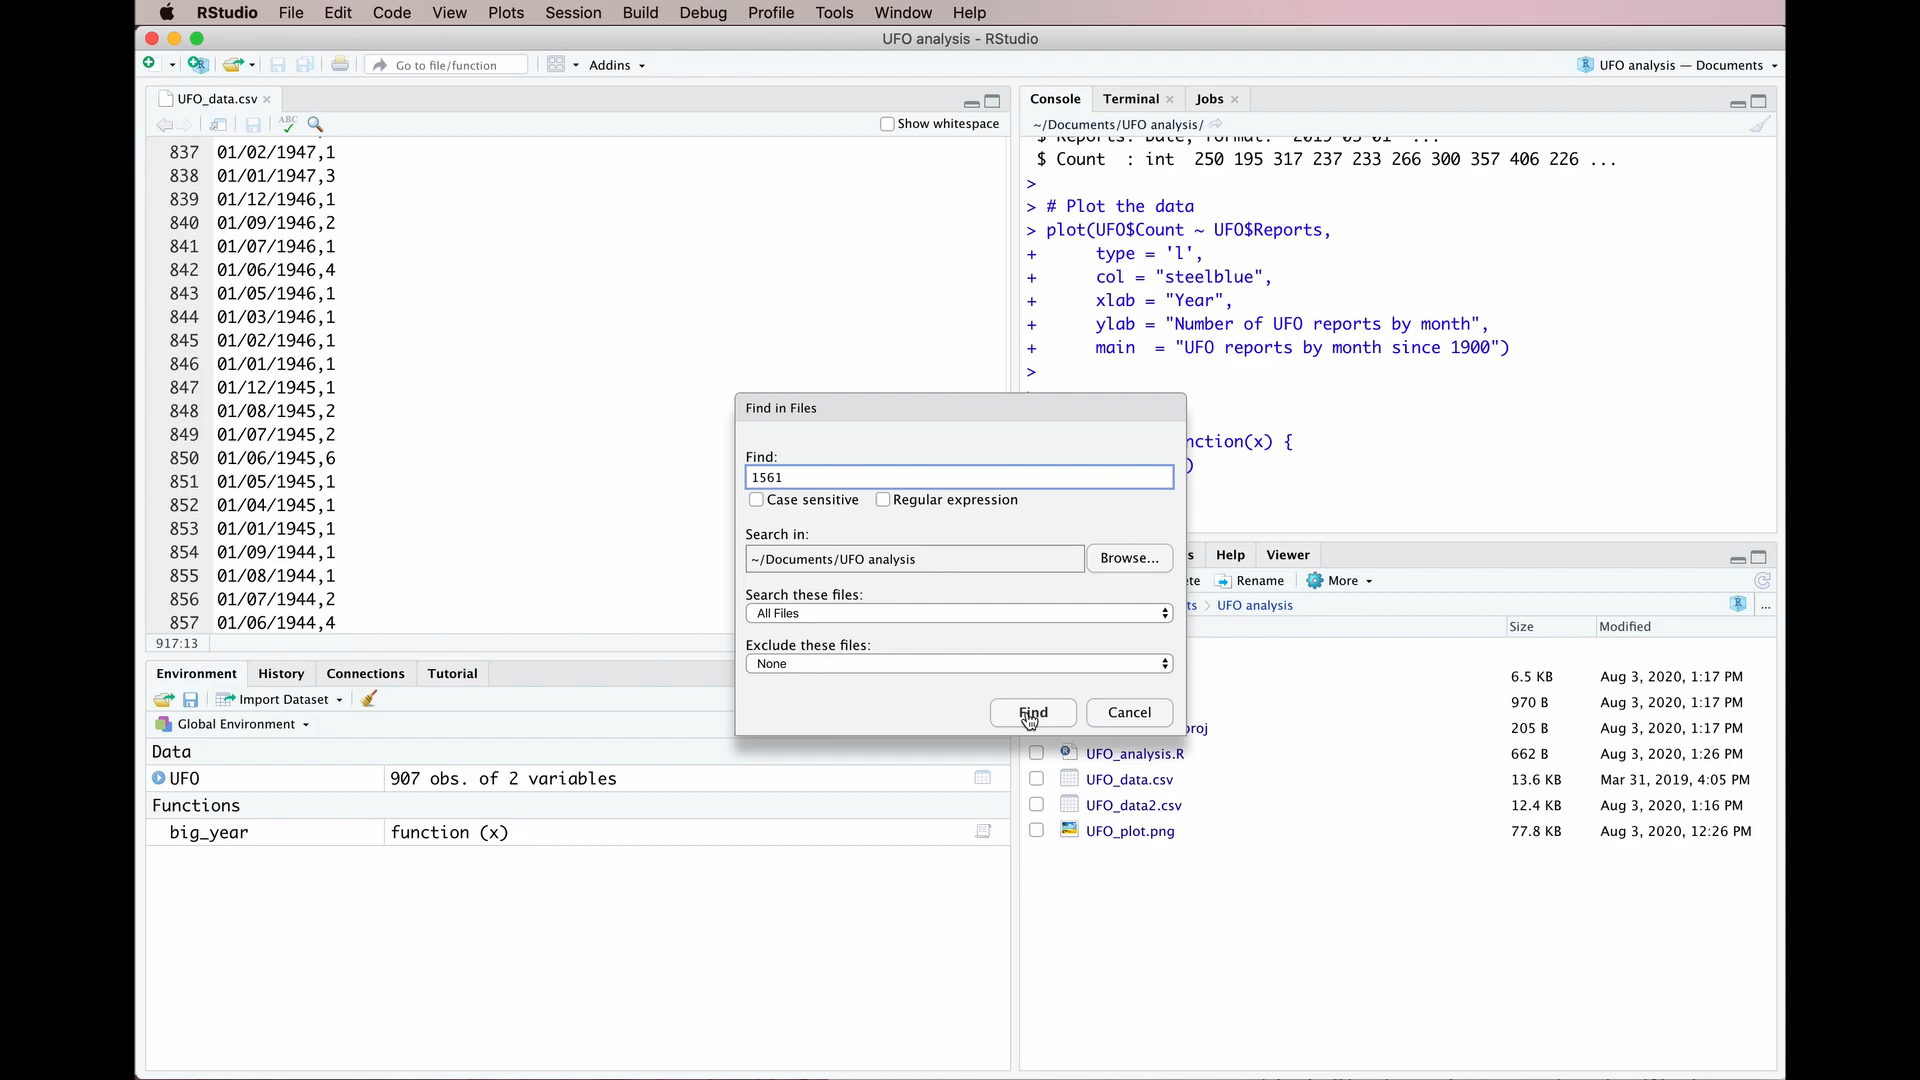 RStudio File Edit Code View Plots Session Build Debug Profile Tools Window Help
UFO analysis - RStudio
Go to file/function Addins UFO analysis — Documents
UFO_data.csv
ABC Show whitespace
837 01/02/1947,1
838 01/01/1947,3
839 01/12/1946,1
840 01/09/1946,2
841 01/07/1946,1
842 01/06/1946,4
843 01/05/1946,1
844 01/03/1946,1
845 01/02/1946,1
846 01/01/1946,1
847 01/12/1945,1
848 01/08/1945,2
849 01/07/1945,2
850 01/06/1945,6
851 01/05/1945,1
852 01/04/1945,1
853 01/01/1945,1
854 01/09/1944,1
855 01/08/1944,1
856 01/07/1944,2
857 01/06/1944,4
917:13
Console Terminal Jobs
~/Documents/UFO analysis/
$ Reports: Date, format: "2019-03-01" ...
$ Count : int 250 195 317 237 233 266 300 357 406 226 ...
>
> # Plot the data
> plot(UFO$Count ~ UFO$Reports,
+ type = 'l',
+ col = "steelblue",
+ xlab = "Year",
+ ylab = "Number of UFO reports by month",
+ main = "UFO reports by month since 1900")
>
nction(x) {
)
Find in Files
Find:
1561
Case sensitive Regular expression
Search in:
~/Documents/UFO analysis Browse...
Search these files:
All Files
Exclude these files:
None
Find Cancel
Environment History Connections Tutorial
Import Dataset
Global Environment
Data
UFO 907 obs. of 2 variables
Functions
big_year function (x)
s Help Viewer
ete Rename More
ts > UFO analysis ...
Size Modified
6.5 KB Aug 3, 2020, 1:17 PM
970 B Aug 3, 2020, 1:17 PM
proj 205 B Aug 3, 2020, 1:17 PM
UFO_analysis.R 662 B Aug 3, 2020, 1:26 PM
UFO_data.csv 13.6 KB Mar 31, 2019, 4:05 PM
UFO_data2.csv 12.4 KB Aug 3, 2020, 1:16 PM
UFO_plot.png 77.8 KB Aug 3, 2020, 12:26 PM